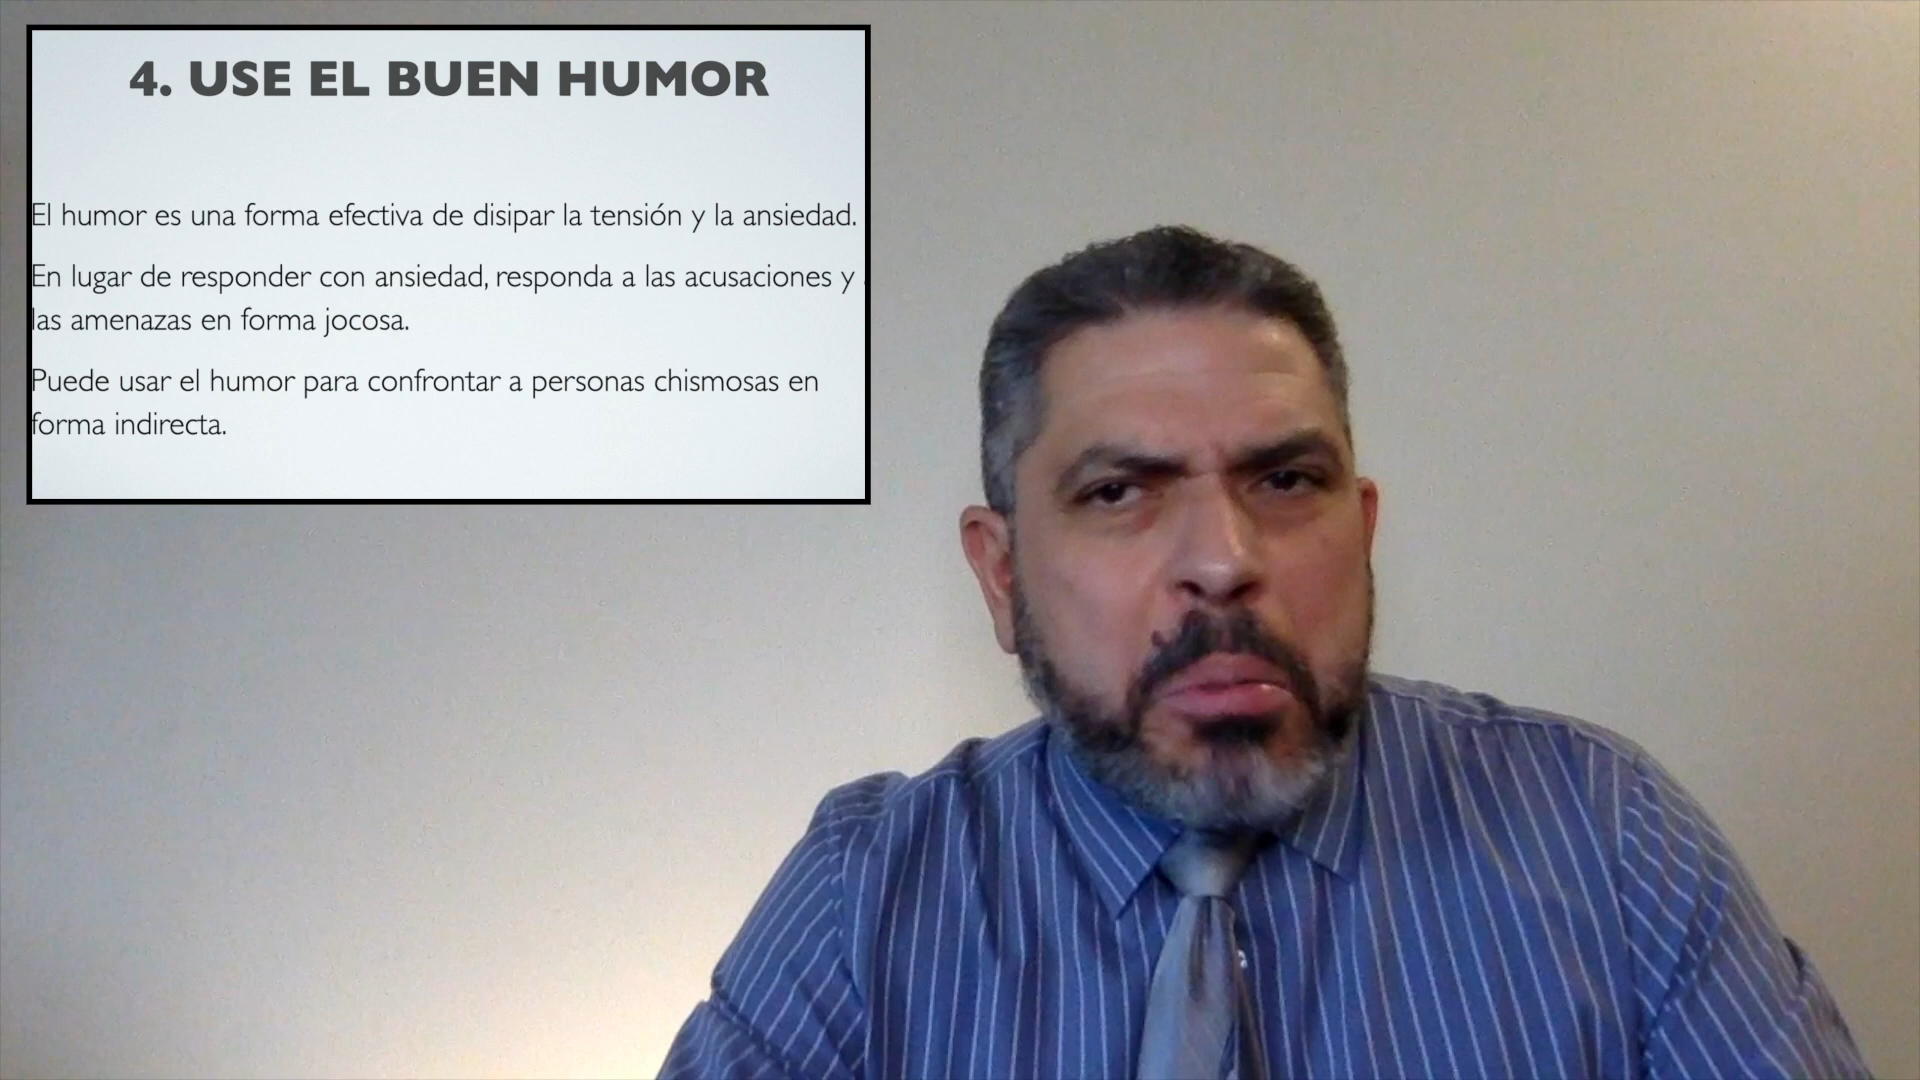 4. USE EL BUEN HUMOR
El humor es una forma efectiva de disipar la tensión y la ansiedad.
En lugar de responder con ansiedad, responda a las acusaciones y
las amenazas en forma jocosa.
Puede usar el humor para confrontar a personas chismosas en
forma indirecta.